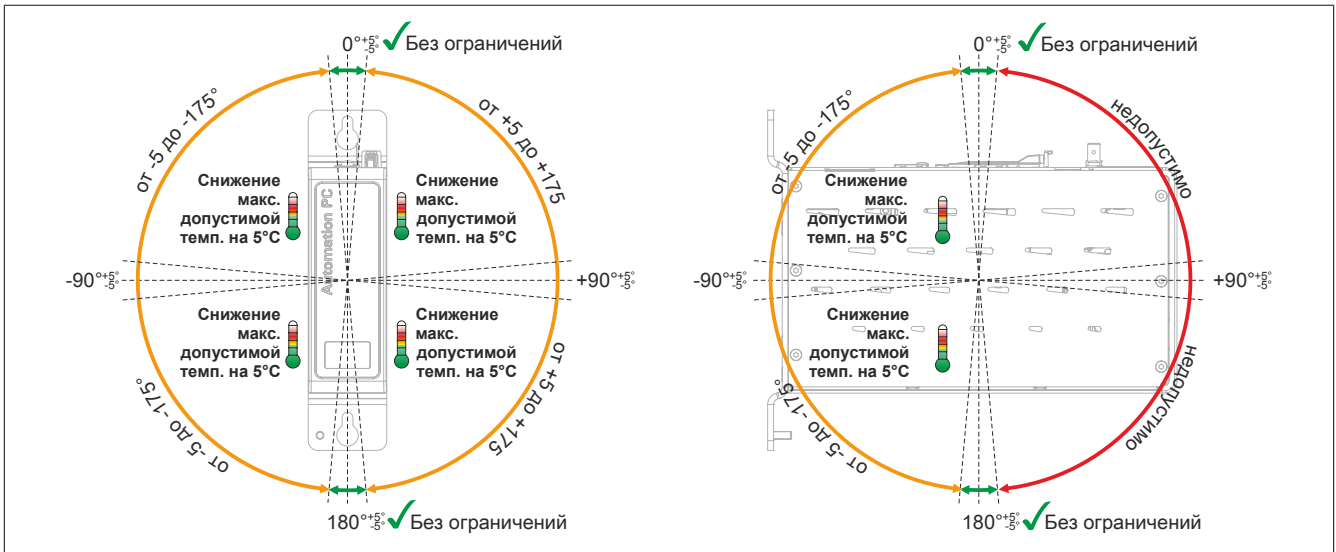 0°+5°-5° Без ограничений
от -5 до -175°
от +5 до +175
Снижение
макс.
допустимой
темп. на 5°C
Снижение
макс.
допустимой
темп. на 5°C
Automation PC
-90°+5°-5°
+90°+5°-5°
Снижение
макс.
допустимой
темп. на 5°C
Снижение
макс.
допустимой
темп. на 5°C
от -5 до -175°
от +5 до +175
180°+5°-5° Без ограничений
0°+5°-5° Без ограничений
от -5 до -175°
недопустимо
Снижение
макс.
допустимой
темп. на 5°C
-90°+5°-5°
+90°+5°-5°
Снижение
макс.
допустимой
темп. на 5°C
от -5 до -175°
недопустимо
180°+5°-5° Без ограничений